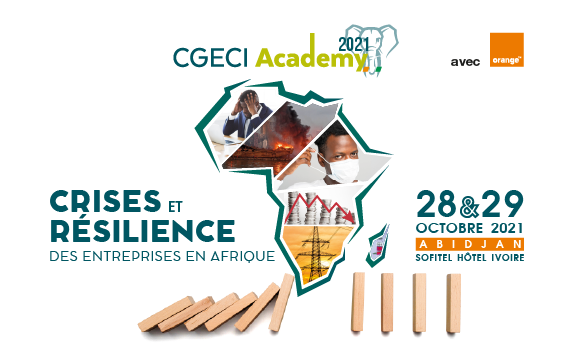 2021
CGECI Academy
avec
orange™
CRISES ET
RÉSILIENCE
DES ENTREPRISES EN AFRIQUE
28&29
OCTOBRE 2021
ABIDJAN
SOFITEL HÔTEL IVOIRE